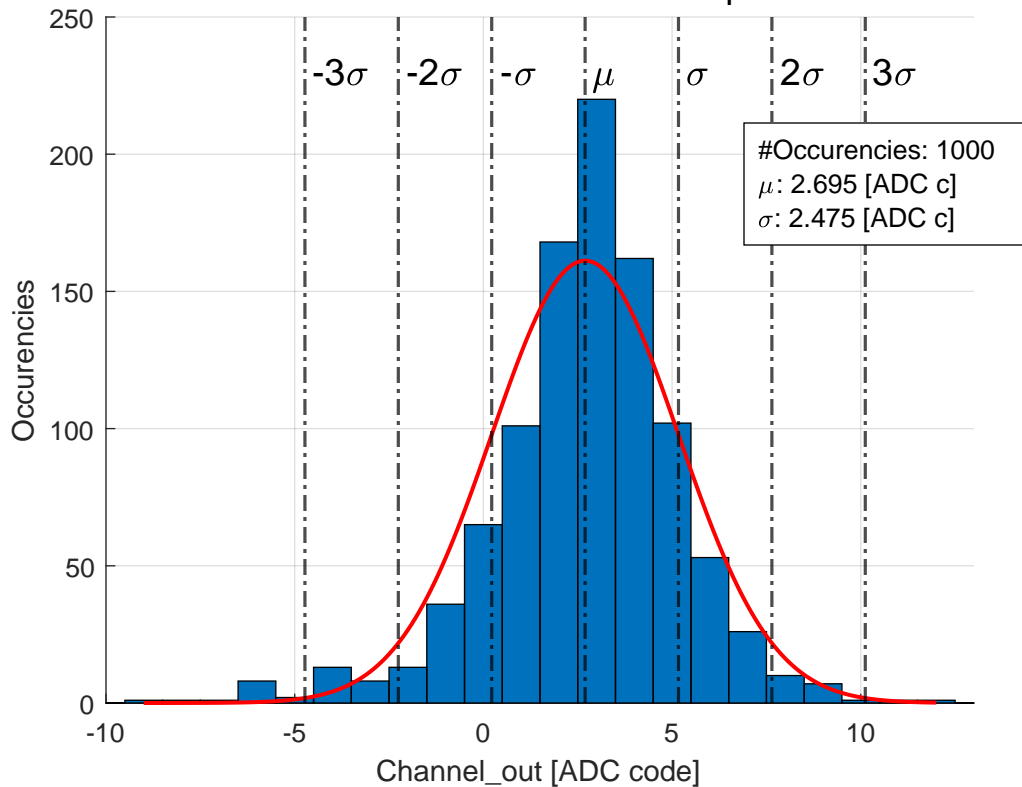 250
200
150
100
50
0
-10
-5
0
5
10
Occurencies
Channel_out [ADC code]
-3σ
-2σ
-σ
μ
σ
2σ
3σ
#Occurencies: 1000
μ: 2.695 [ADC c]
σ: 2.475 [ADC c]